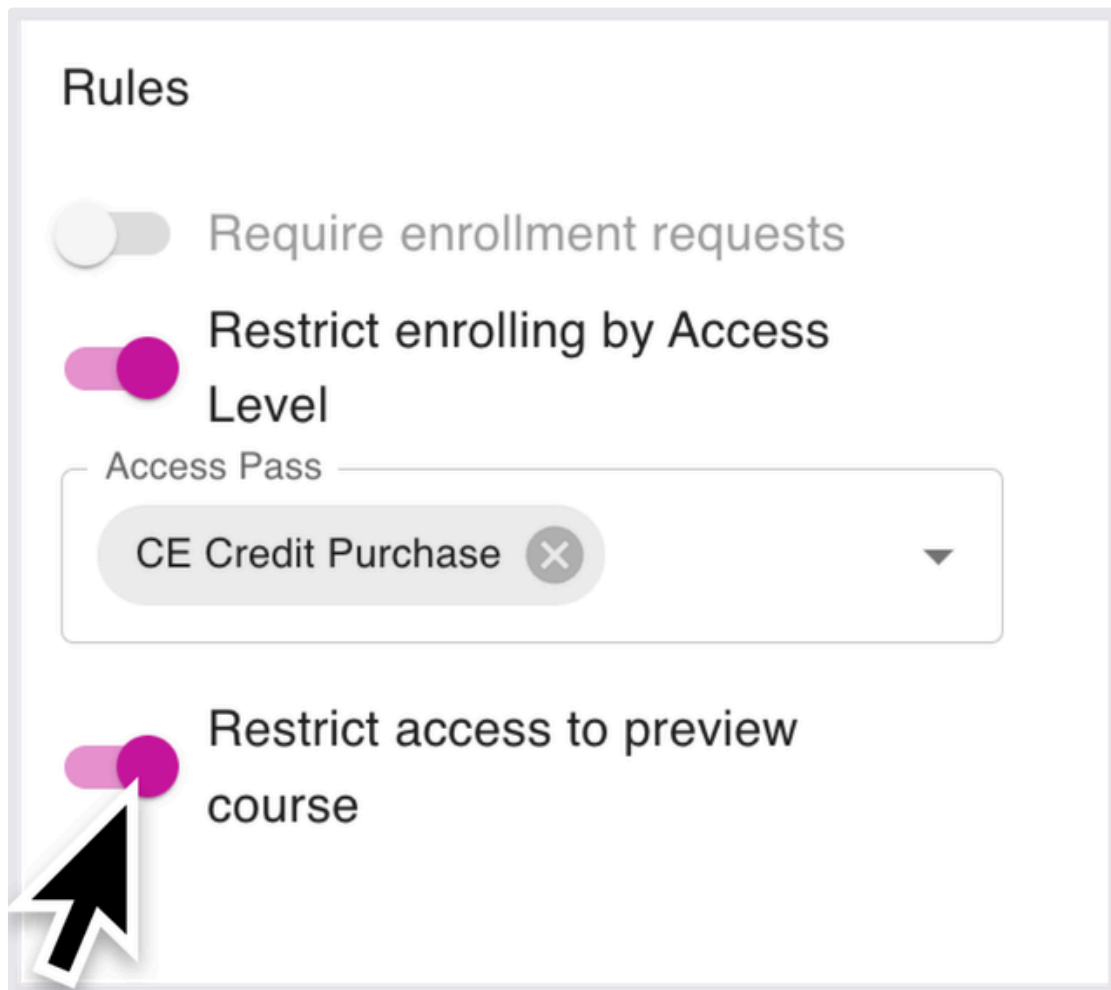 Rules
Require enrollment requests
Restrict enrolling by Access
Level
Access Pass
CE Credit Purchase
Restrict access to preview
course